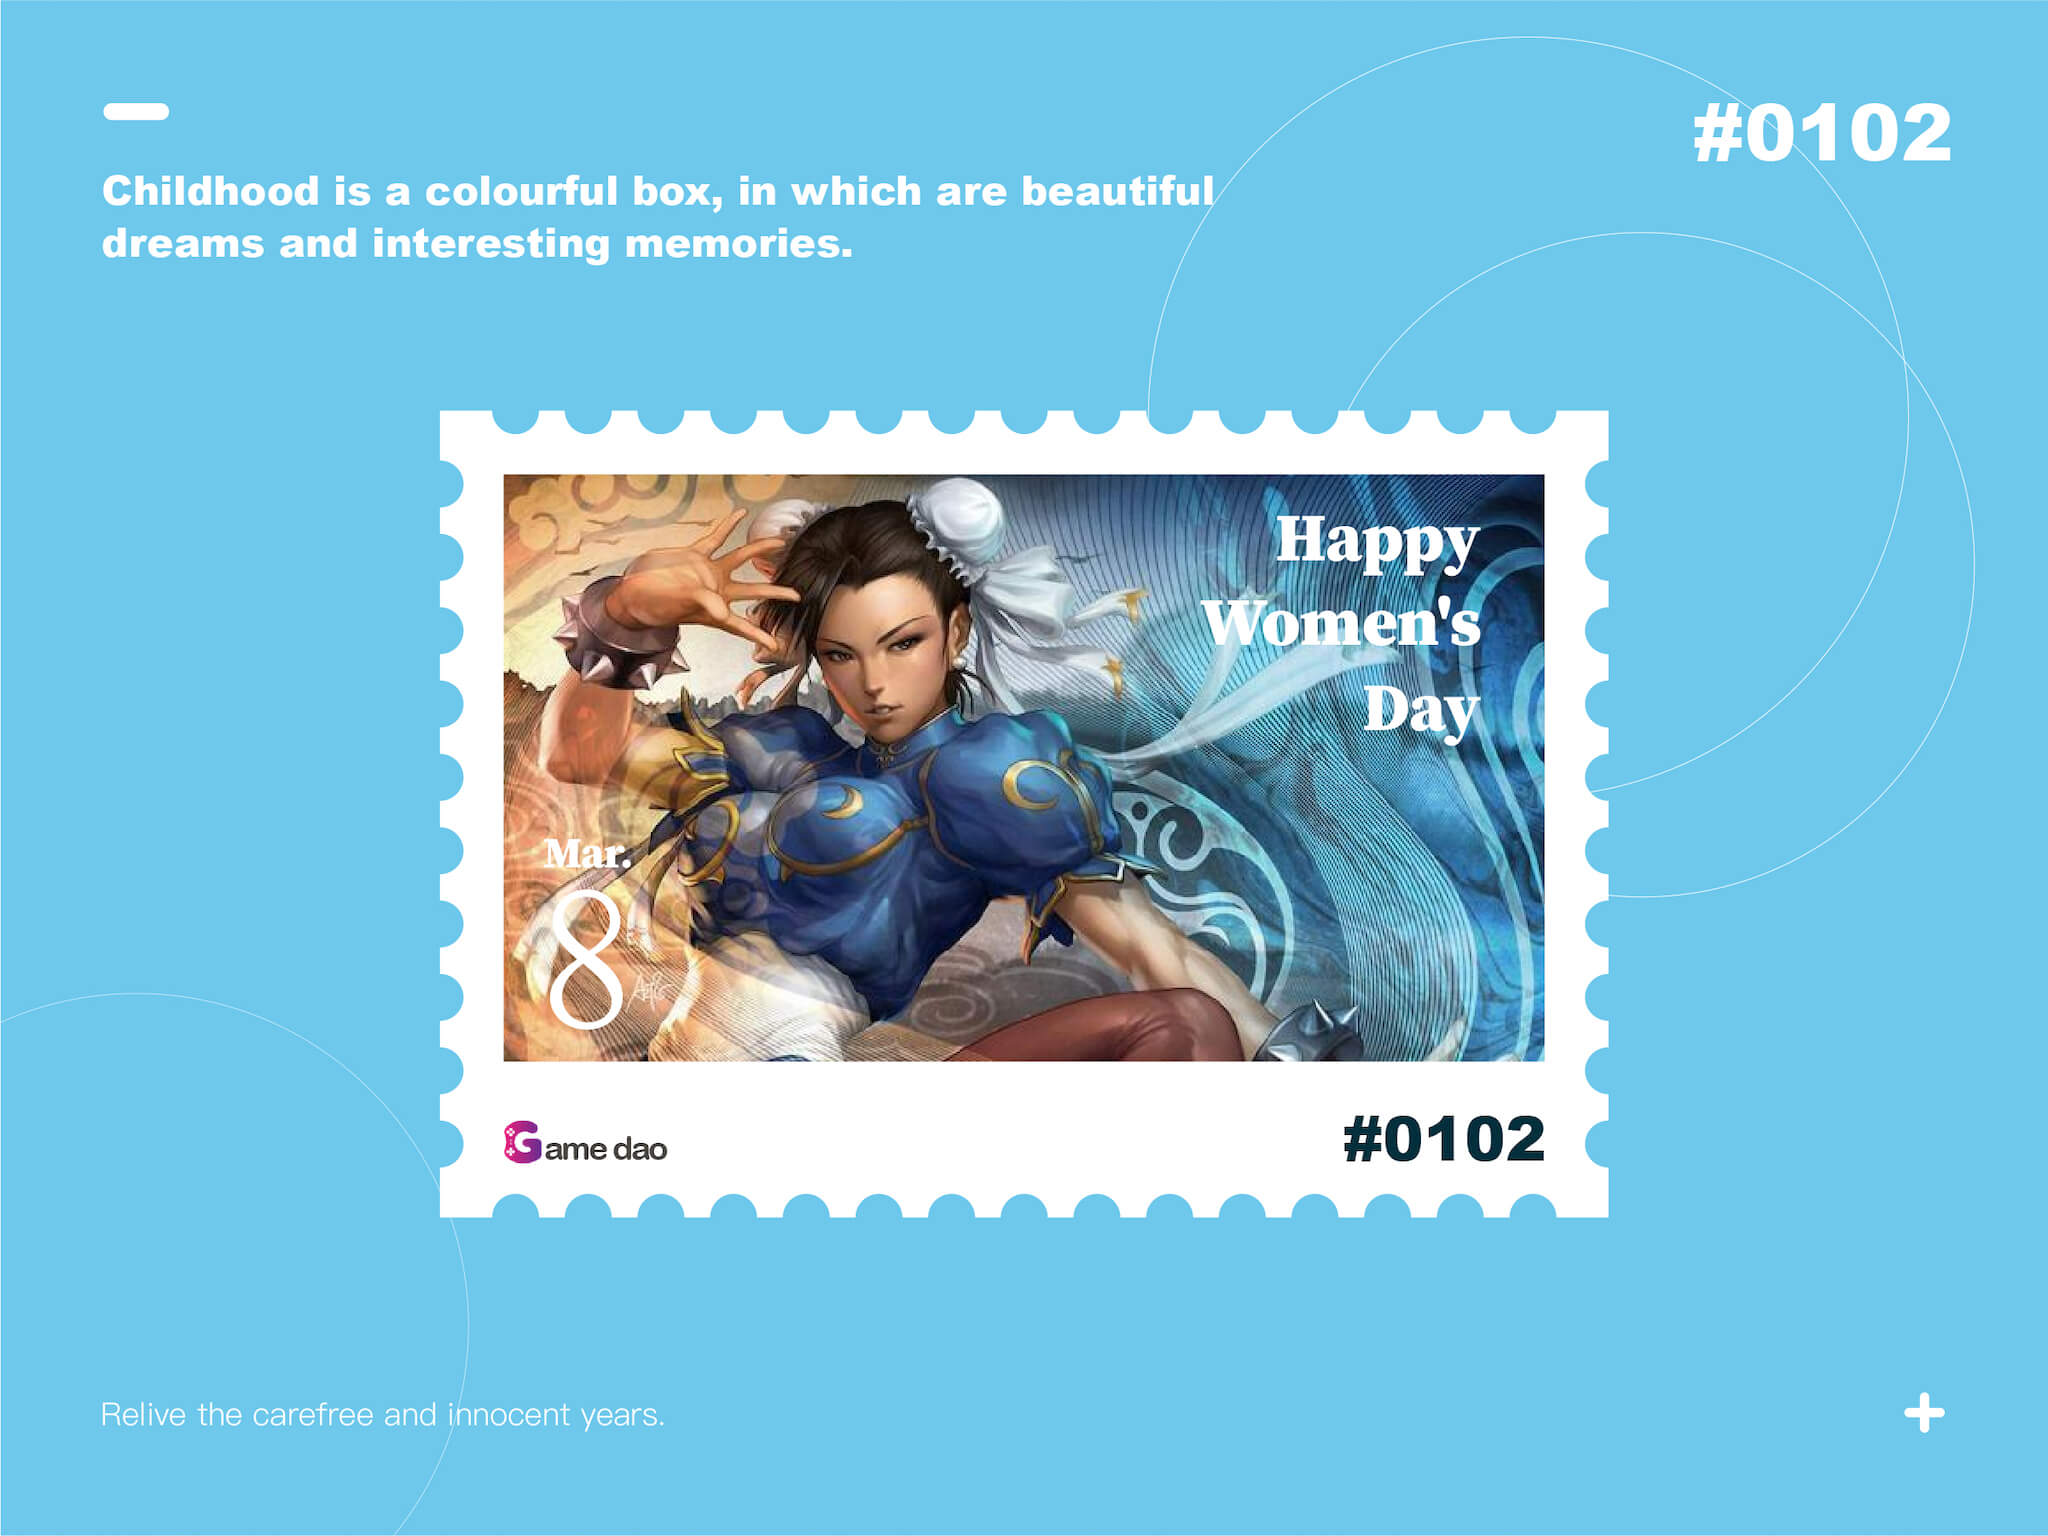 #0102
Childhood is a colourful box, in which are beautiful
dreams and interesting memories.
Happy
Women's
Day
Mar.
8
Game dao
#0102
Relive the carefree and innocent years.